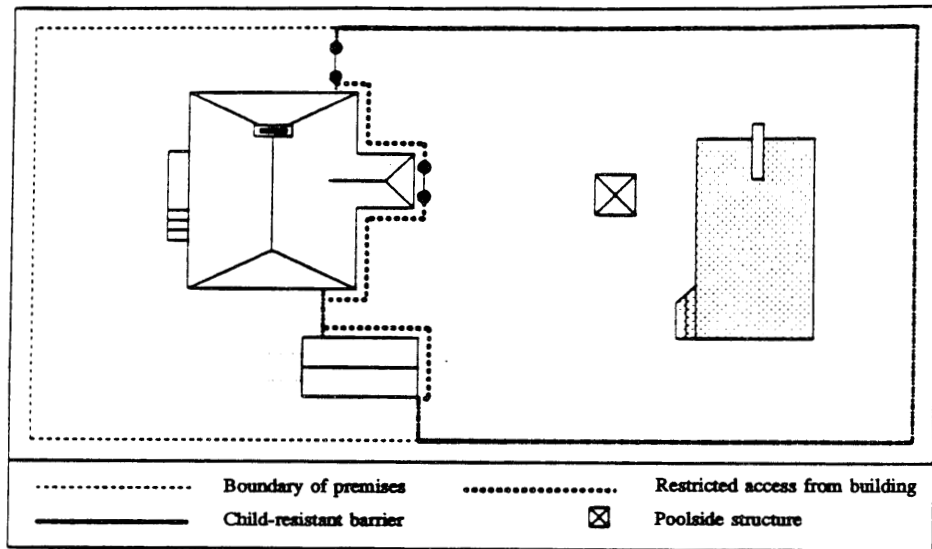 Boundary of premises
Restricted access from building
Child-resistant barrier
Poolside structure